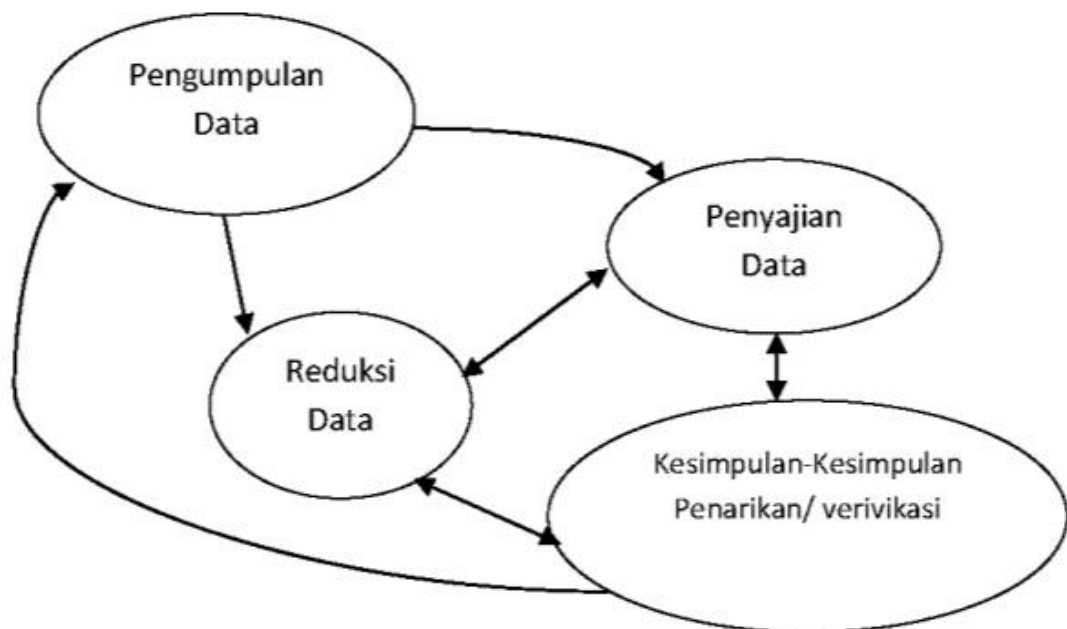 Pengumpulan
Data
Penyajian
Data
Reduksi
Data
Kesimpulan-Kesimpulan
Penarikan/ verivikasi